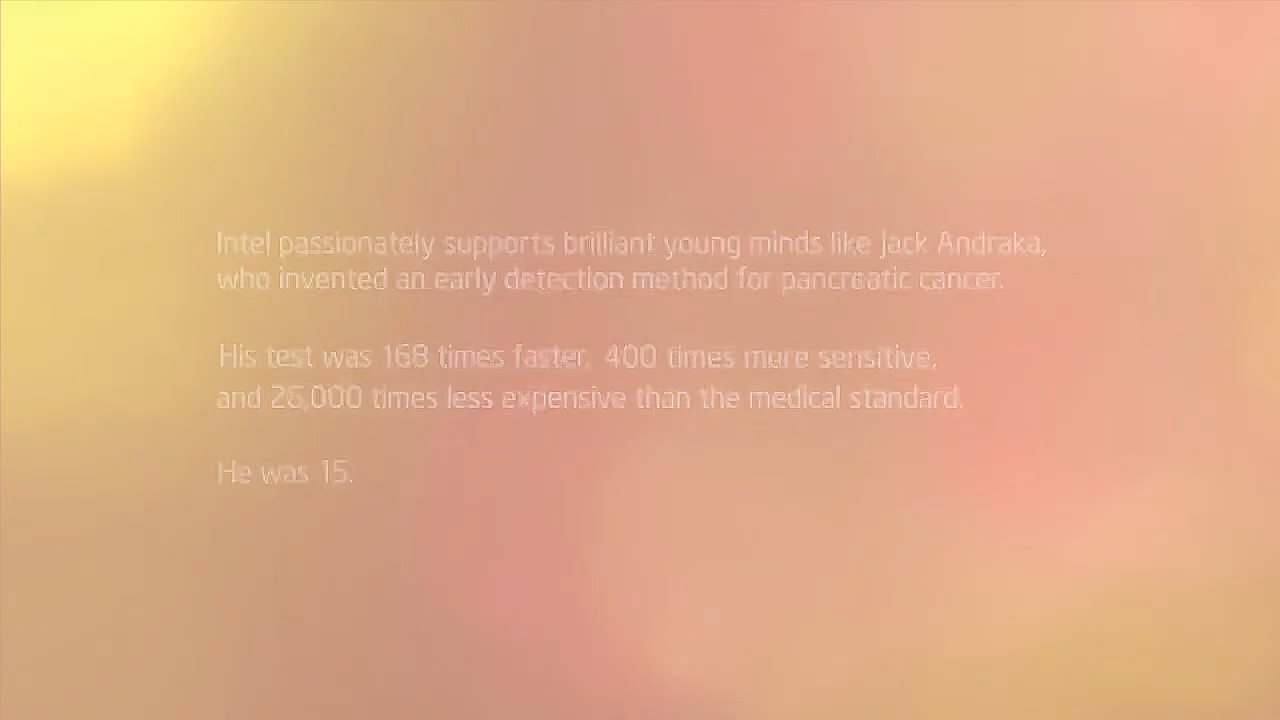 Intel passionately supports brilliant young minds like Jack Andraka,
who invented an early detection method for pancreatic cancer.
His test was 168 times faster, 400 times more sensitive,
and 26,000 times less expensive than the medical standard.
He was 15.